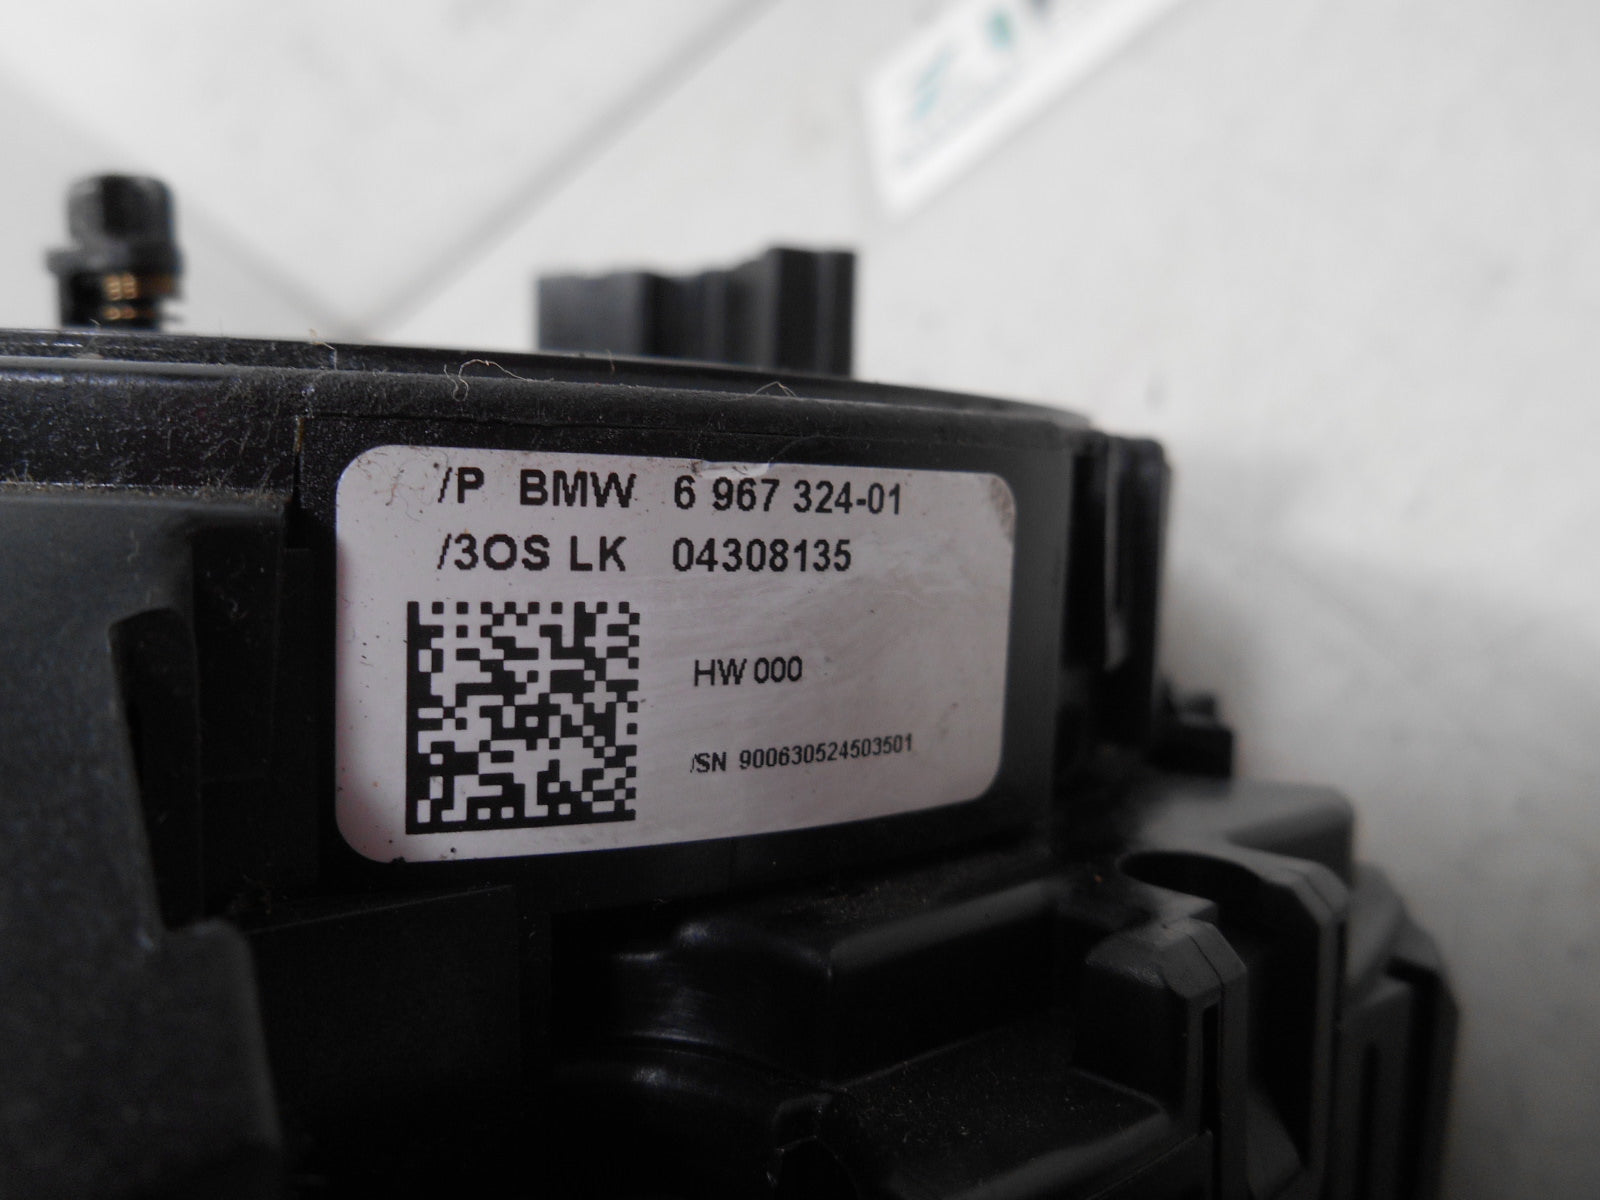 /P BMW 6 967 324-01
/3OS LK 04308135
HW 000
/SN 900630524503501